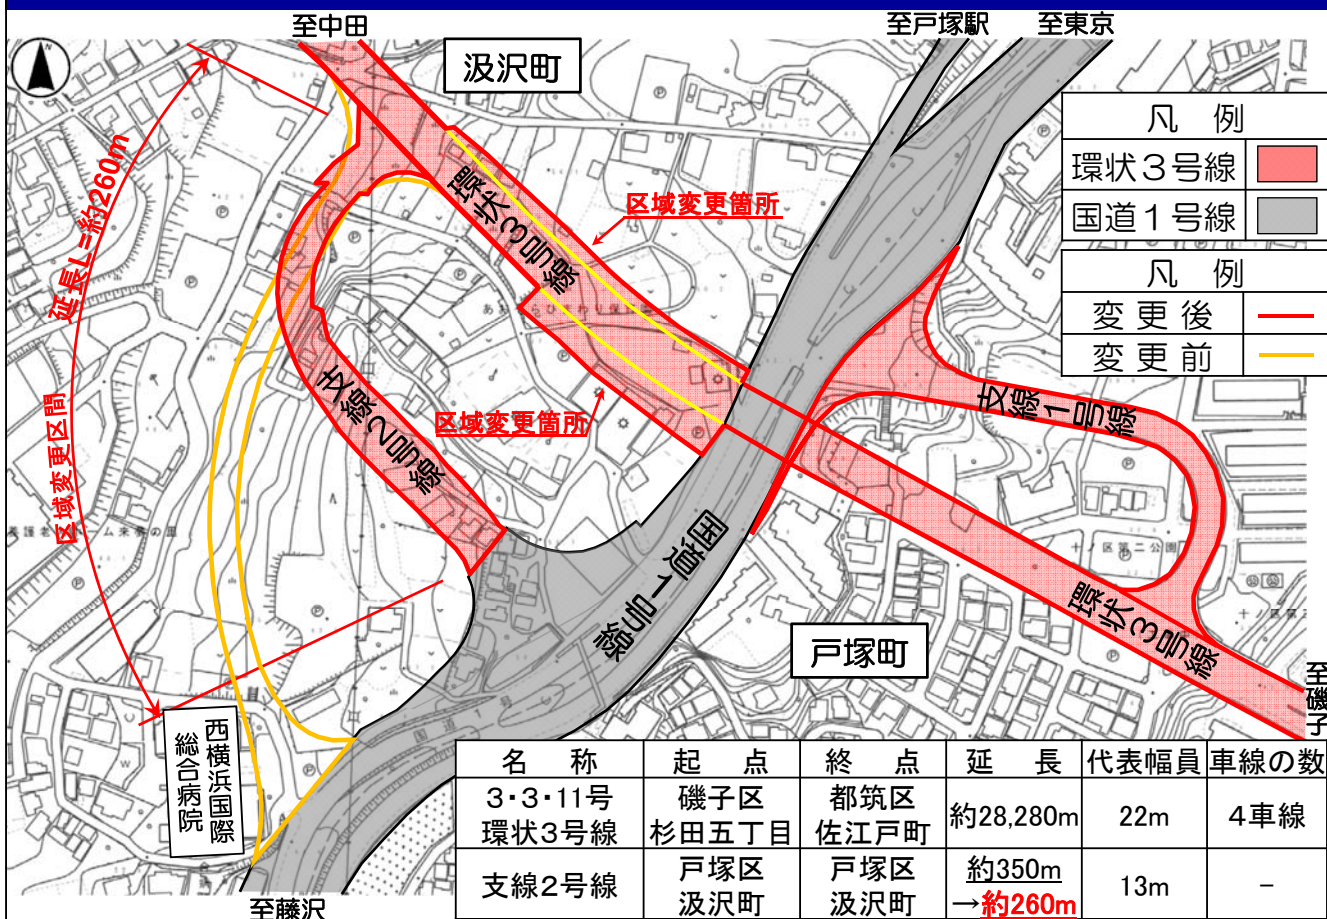 至中田
至戸塚駅
至東京
N
汲沢町
凡 例
環状3号線
国道1号線
凡 例
変更後
変更前
延長L=約260m
区域変更区間
環状3号線
区域変更箇所
区域変更箇所
支線2号線
支線1号線
国道1号線
環状3号線
十ノ区第二公園
戸塚町
至磯子
西横浜国際
総合病院
至藤沢
名 称 起 点 終 点 延 長 代表幅員 車線の数
3・3・11号
環状3号線
磯子区
杉田五丁目
都筑区
佐江戸町
約28,280m
22m
4車線
支線2号線
戸塚区
汲沢町
戸塚区
汲沢町
約350m
→約260m
13m
-